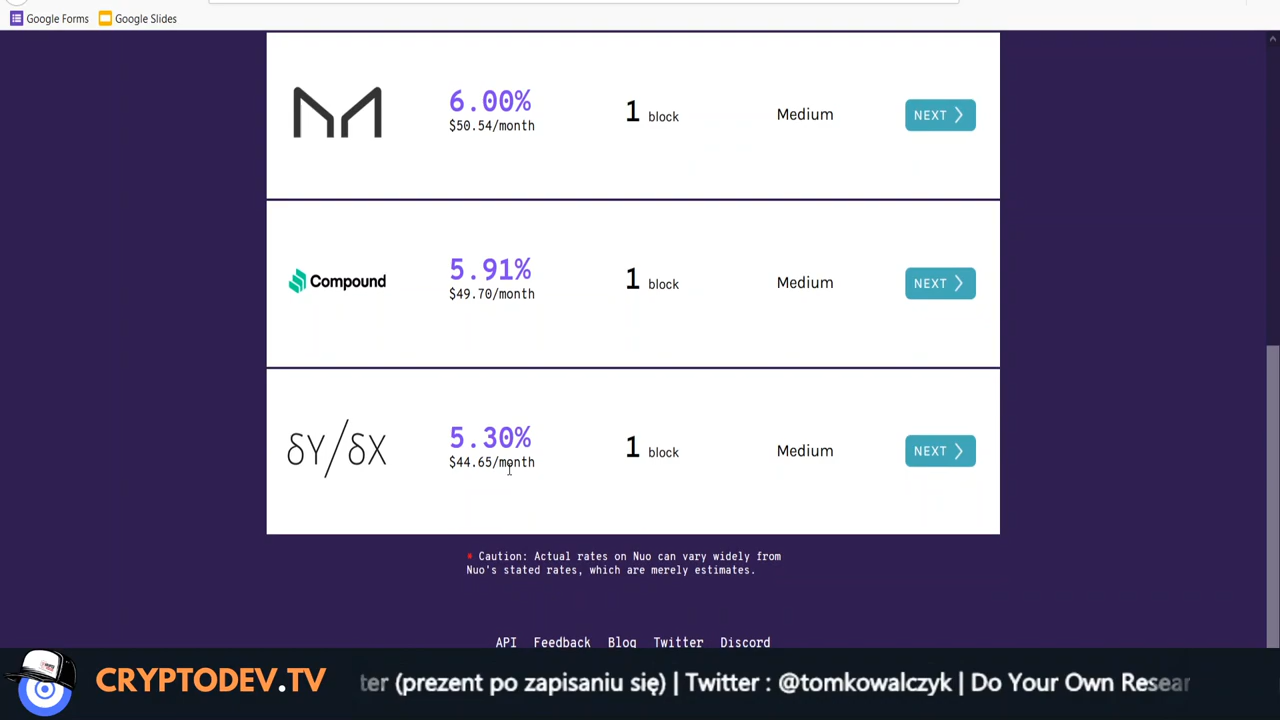 Google Forms Google Slides
6.00%
$50.54/month
1 block
Medium
NEXT
Compound
5.91%
$49.70/month
1 block
Medium
NEXT
δY/δX
5.30%
$44.65/month
1 block
Medium
NEXT
* Caution: Actual rates on Nuo can vary widely from
Nuo's stated rates, which are merely estimates.
API Feedback Blog Twitter Discord
CRYPTODEV.TV
ter (prezent po zapisaniu się) | Twitter : @tomkowalczyk | Do Your Own Resear